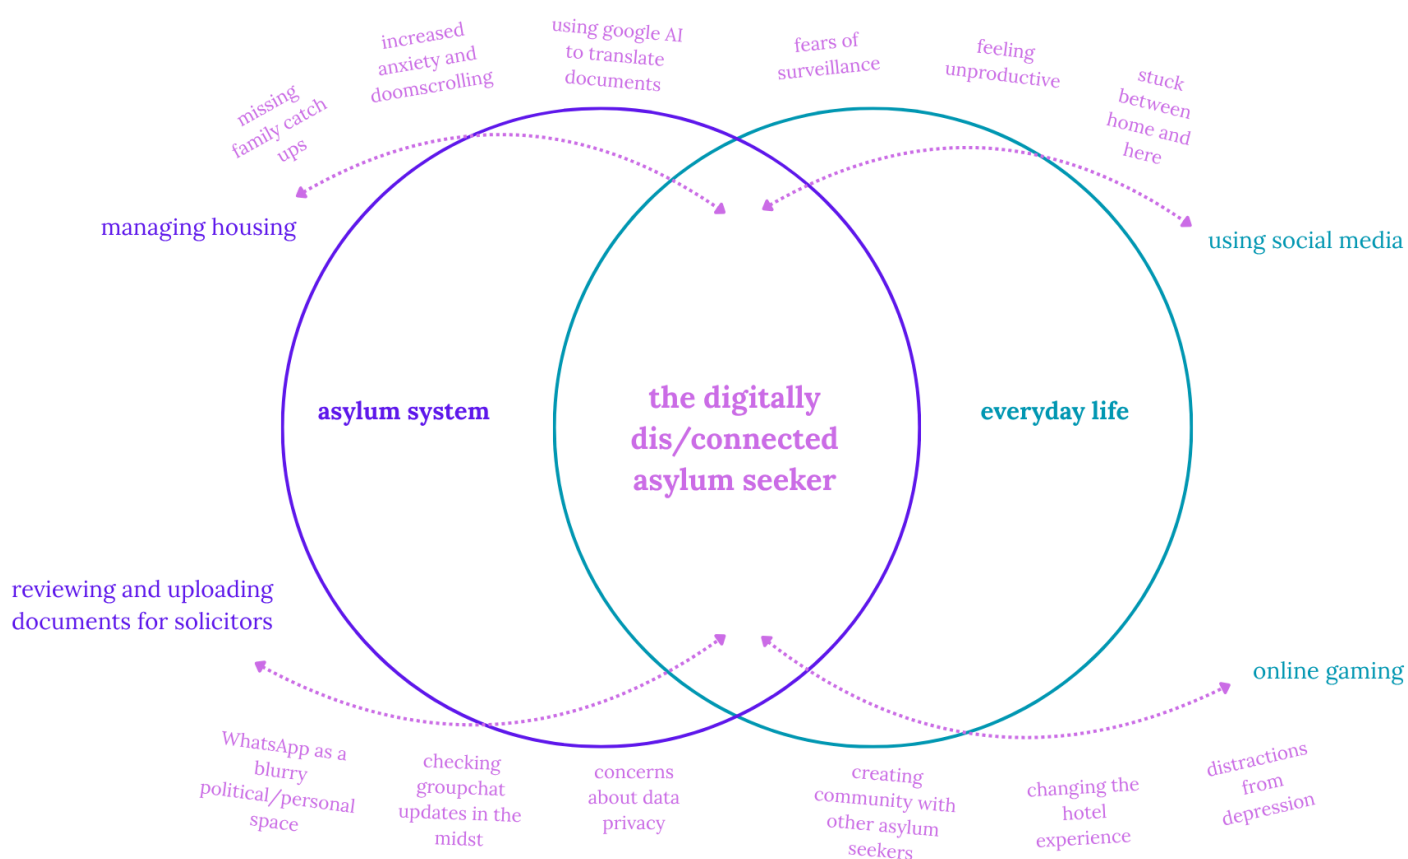 missing
family catch
ups
increased
anxiety and
doomscrolling
using google AI
to translate
documents
fears of
surveillance
feeling
unproductive
stuck
between
home and
here
managing housing
using social media
asylum system
the digitally
dis/connected
asylum seeker
everyday life
reviewing and uploading
documents for solicitors
online gaming
WhatsApp as a
blurry
political/personal
space
checking
groupchat
updates in the
midst
concerns
about data
privacy
creating
community with
other asylum
seekers
changing the
hotel
experience
distractions
from
depression